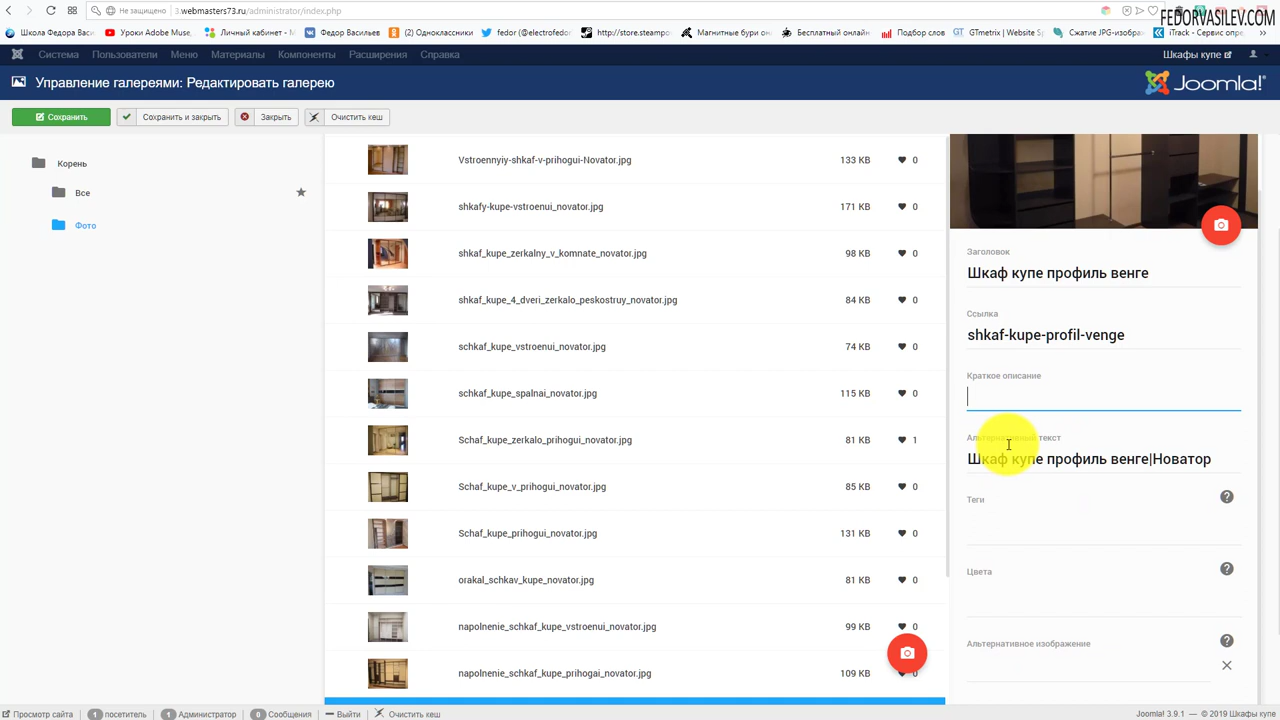 Не защищено
3.webmasters73.ru/administrator/index.php
FEDORVASILEV.COM
Школа Федора Васи...
Уроки Adobe Muse,
Личный кабинет - ...
Федор Васильев
(2) Одноклассники
fedor (@electrofedor)
http://store.steampo
Магнитные бури он
Бесплатный онлайн
Подбор слов
GTmetrix | Website S
Сжатие JPG-изобра
iTrack - Сервис опре
Система Пользователи Меню Материалы Компоненты Расширения Справка
Шкафы купе
Управление галереями: Редактировать галерею
Joomla!
Сохранить
Сохранить и закрыть
Закрыть
Очистить кеш
Корень
Все
Фото
Vstroennyiy-shkaf-v-prihogui-Novator.jpg 133 KB 0
shkafy-kupe-vstroenui_novator.jpg 171 KB 0
shkaf_kupe_zerkalny_v_komnate_novator.jpg 98 KB 0
shkaf_kupe_4_dveri_zerkalo_peskostruy_novator.jpg 84 KB 0
schkaf_kupe_vstroenui_novator.jpg 74 KB 0
schkaf_kupe_spalnai_novator.jpg 115 KB 0
Schaf_kupe_zerkalo_prihogui_novator.jpg 81 KB 1
Schaf_kupe_v_prihogui_novator.jpg 85 KB 0
Schaf_kupe_prihogui_novator.jpg 131 KB 0
orakal_schkav_kupe_novator.jpg 81 KB 0
napolnenie_schkaf_kupe_vstroenui_novator.jpg 99 KB 0
napolnenie_schkaf_kupe_prihogai_novator.jpg 109 KB 0
Заголовок
Шкаф купе профиль венге
Ссылка
shkaf-kupe-profil-venge
Краткое описание
Альтернативный текст
Шкаф купе профиль венге|Новатор
Теги
Цвета
Альтернативное изображение
Просмотр сайта
1 посетитель
1 Администратор
0 Сообщения
Выйти
Очистить кеш
Joomla! 3.9.1 — © 2019 Шкафы купе